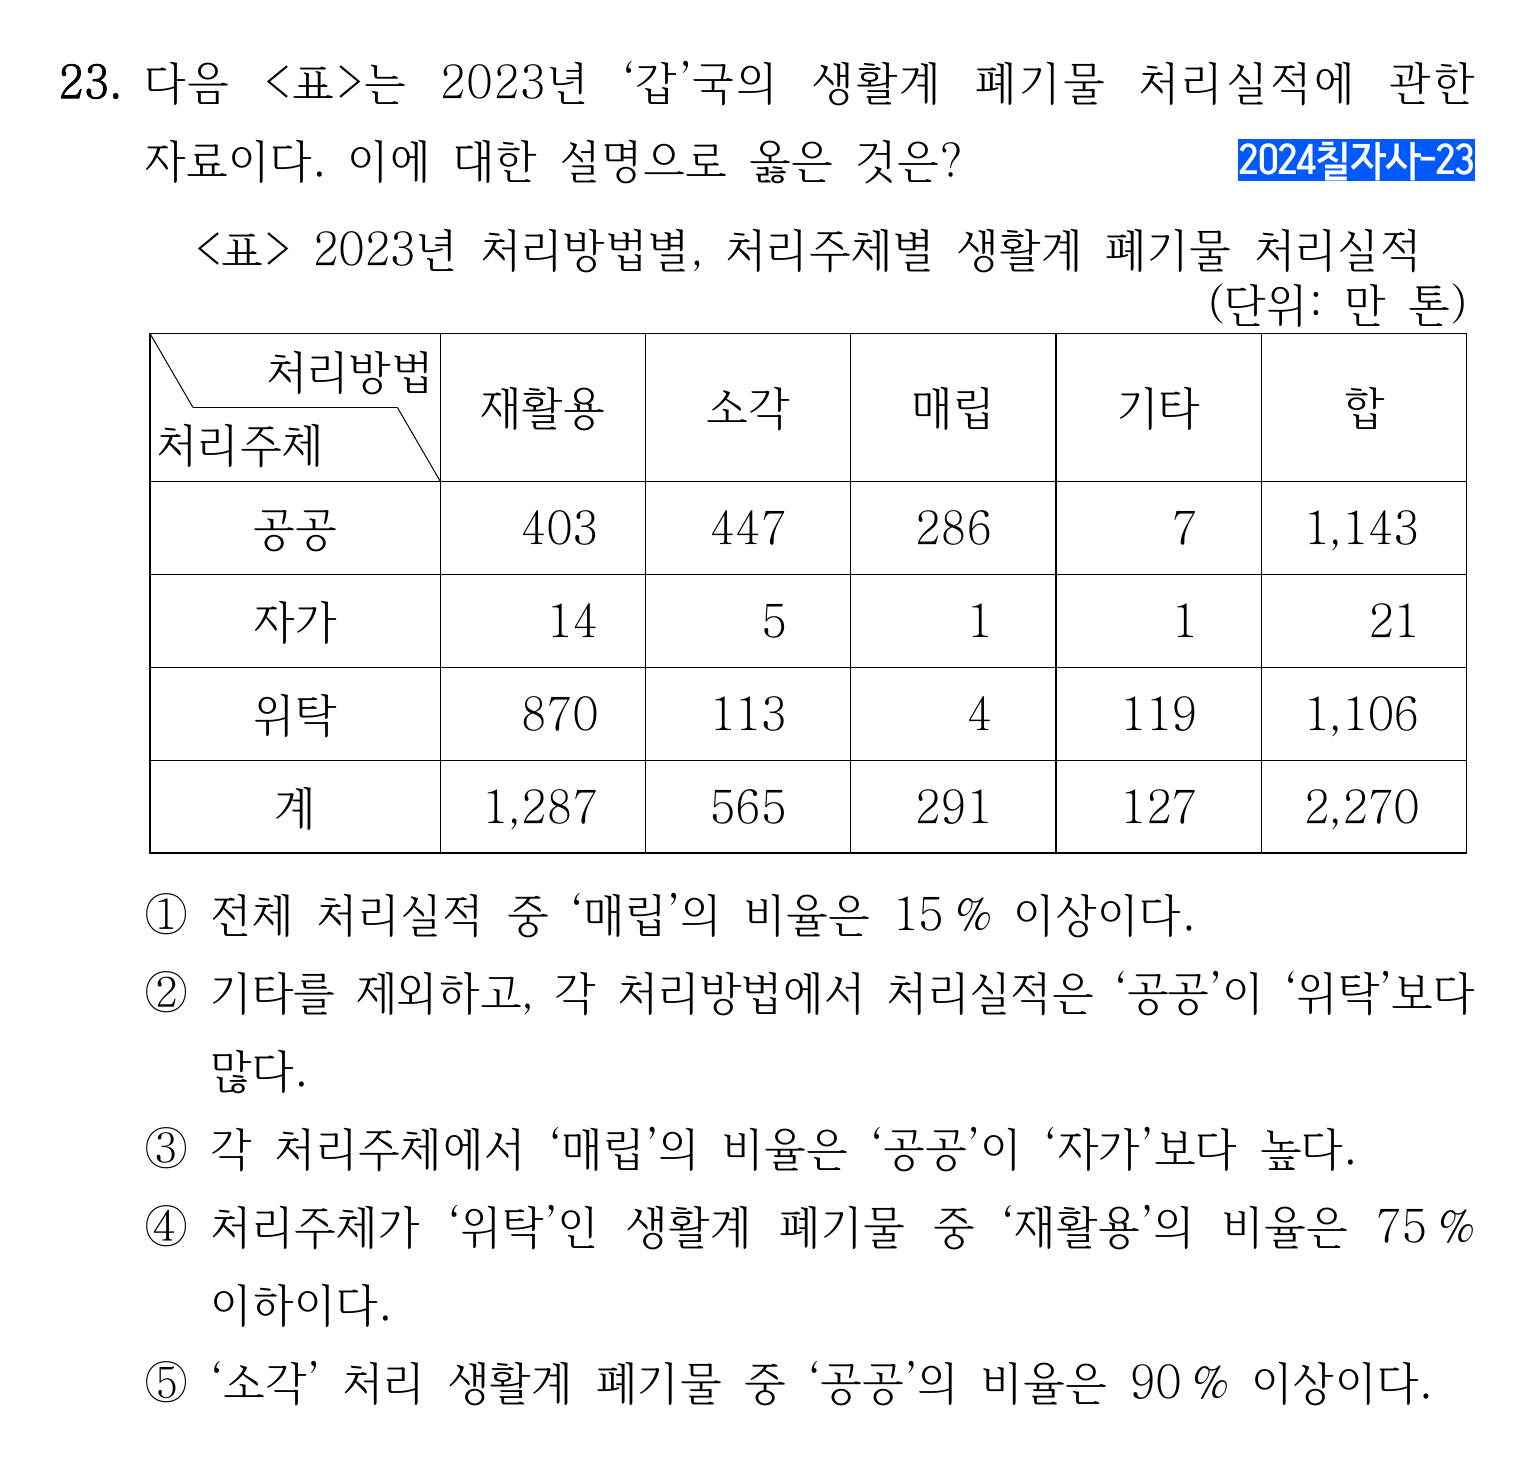 23. 다음 <표>는 2023년 ‘갑’국의 생활계 폐기물 처리실적에 관한
자료이다. 이에 대한 설명으로 옳은 것은?
2024칠자사-23
<표> 2023년 처리방법별, 처리주체별 생활계 폐기물 처리실적
(단위: 만 톤)
처리방법
처리주체 재활용 소각 매립 기타 합
공공 403 447 286 7 1,143
자가 14 5 1 1 21
위탁 870 113 4 119 1,106
계 1,287 565 291 127 2,270
① 전체 처리실적 중 ‘매립’의 비율은 15% 이상이다.
② 기타를 제외하고, 각 처리방법에서 처리실적은 ‘공공’이 ‘위탁’보다
많다.
③ 각 처리주체에서 ‘매립’의 비율은 ‘공공’이 ‘자가’보다 높다.
④ 처리주체가 ‘위탁’인 생활계 폐기물 중 ‘재활용’의 비율은 75%
이하이다.
⑤ ‘소각’ 처리 생활계 폐기물 중 ‘공공’의 비율은 90% 이상이다.